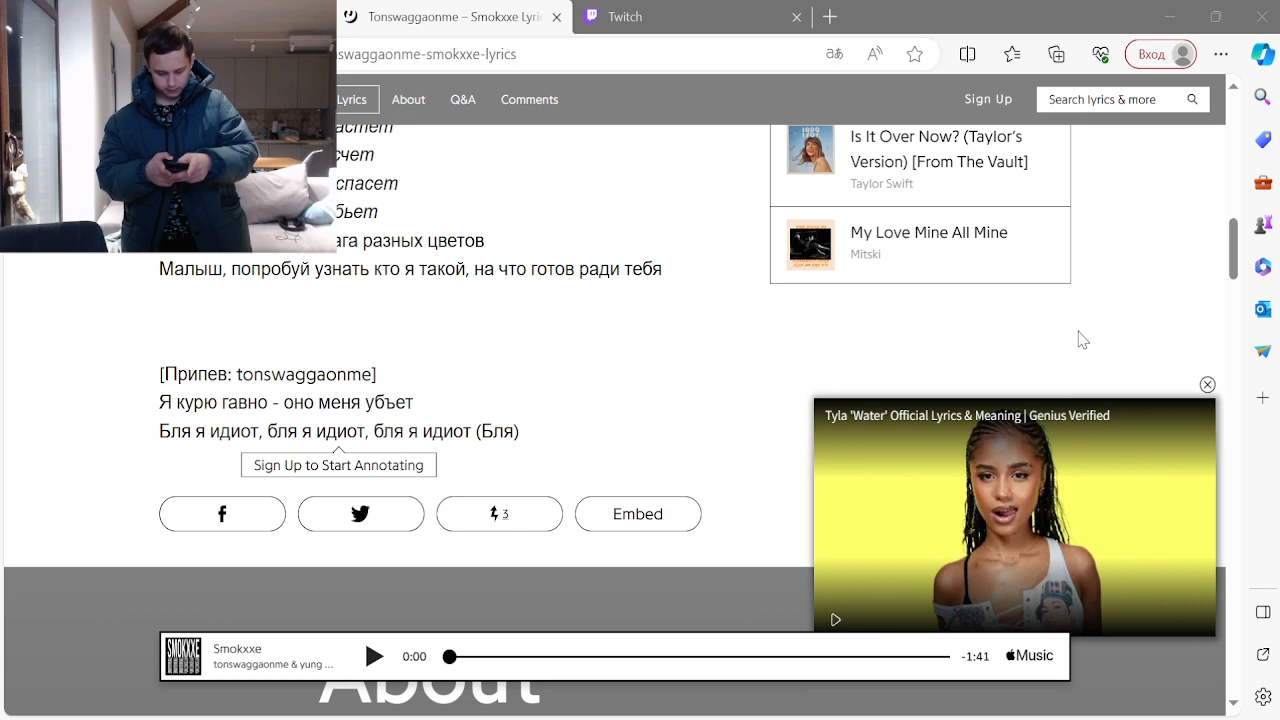 Tonswaggaonme – Smokxxe Lyric
Twitch
swaggaonme-smokxxe-lyrics
Вход
Lyrics
About
Q&A
Comments
Sign Up
Search lyrics & more
счет
спасет
бьет
ага разных цветов
Малыш, попробуй узнать кто я такой, на что готов ради тебя
[Припев: tonswaggaonme]
Я курю гавно - оно меня убъет
Бля я идиот, бля я идиот, бля я идиот (Бля)
Sign Up to Start Annotating
3
Embed
1989
Is It Over Now? (Taylor's
Version) [From The Vault]
Taylor Swift
My Love Mine All Mine
Mitski
Tyla 'Water' Official Lyrics & Meaning | Genius Verified
SMOKXXE
Smokxxe
tonswaggaonme & yung ...
0:00
-1:41
Music
About